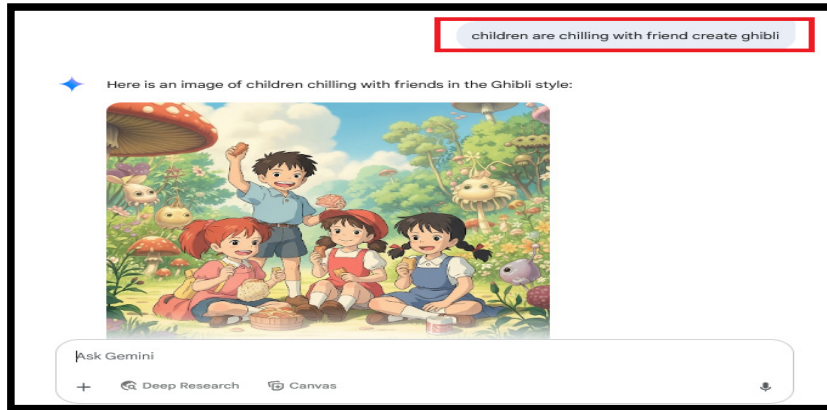 children are chilling with friend create ghibli
Here is an image of children chilling with friends in the Ghibli style:
Ask Gemini
Deep Research
Canvas